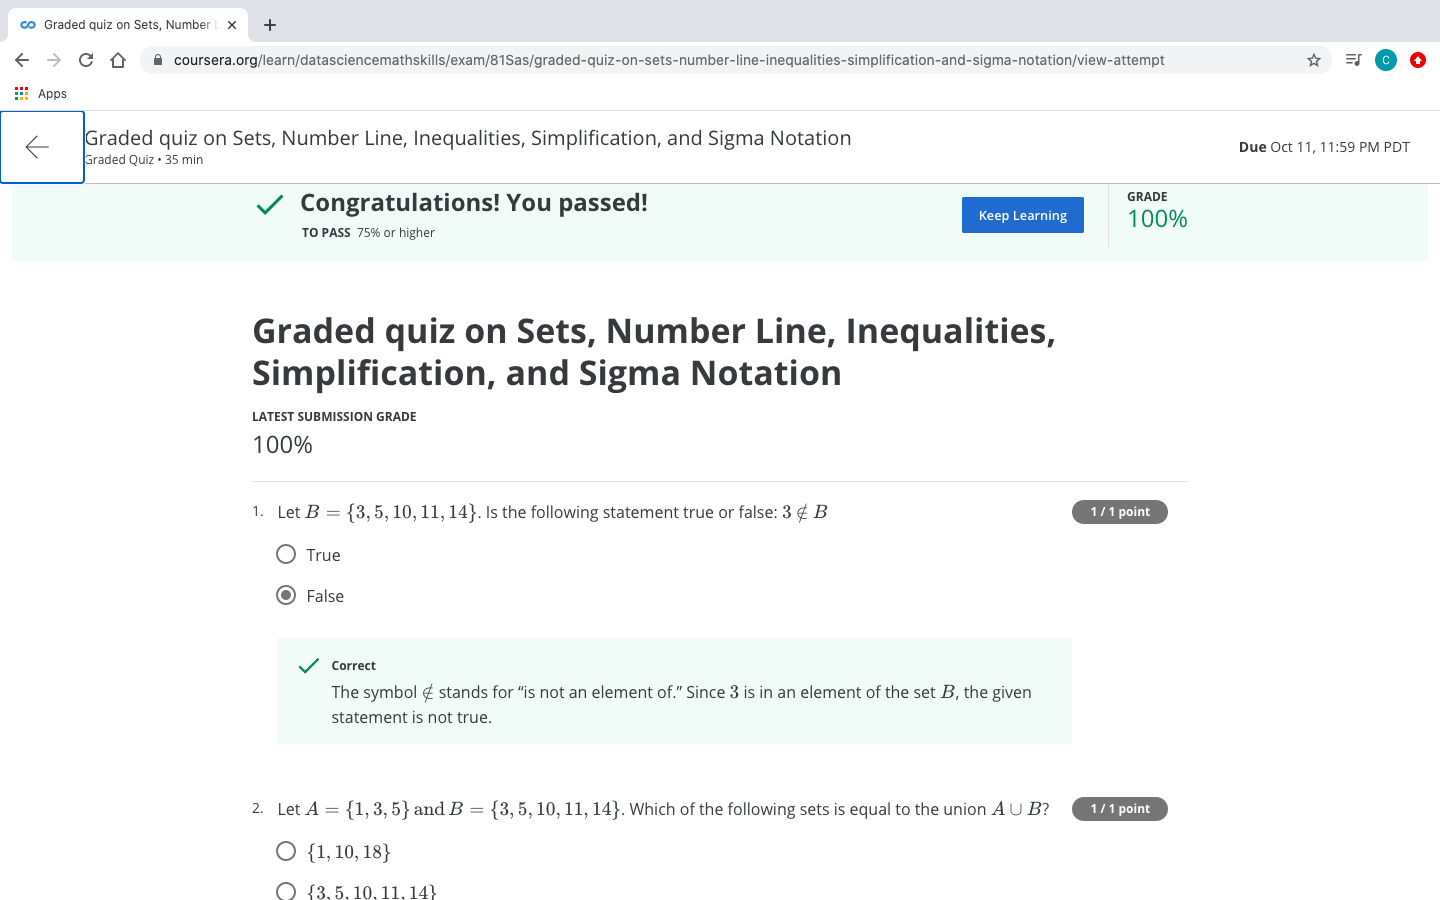 Graded quiz on Sets, Number L
coursera.org/learn/datasciencemathskills/exam/81Sas/graded-quiz-on-sets-number-line-inequalities-simplification-and-sigma-notation/view-attempt
C
Apps
Graded quiz on Sets, Number Line, Inequalities, Simplification, and Sigma Notation
Graded Quiz • 35 min
Due Oct 11, 11:59 PM PDT
Congratulations! You passed!
TO PASS 75% or higher
Keep Learning
GRADE
100%
Graded quiz on Sets, Number Line, Inequalities,
Simplification, and Sigma Notation
LATEST SUBMISSION GRADE
100%
1. Let B = {3, 5, 10, 11, 14}. Is the following statement true or false: 3 ∉ B
1 / 1 point
True
False
Correct
The symbol ∉ stands for “is not an element of.” Since 3 is in an element of the set B, the given
statement is not true.
2. Let A = {1, 3, 5} and B = {3, 5, 10, 11, 14}. Which of the following sets is equal to the union A ∪ B?
1 / 1 point
{1, 10, 18}
{3, 5, 10, 11, 14}